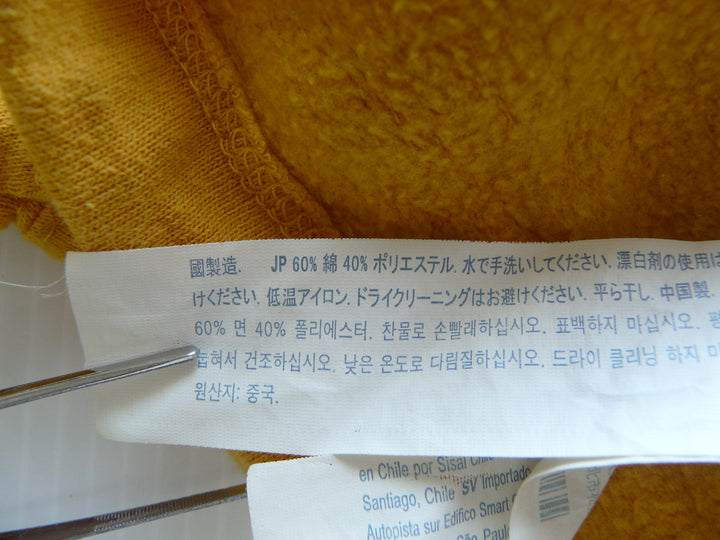 國製造. JP 60% 綿 40% ポリエステル. 水で手洗いしてください. 漂白剤の使用は
けください. 低温アイロン. ドライクリーニングはお避けください. 平ら干し. 中国製.
60% 면 40% 폴리에스터. 찬물로 손빨래하십시오. 표백하지 마십시오.
눕혀서 건조하십시오. 낮은 온도로 다림질하십시오. 드라이 클리닝 하지
원산지: 중국.
en Chile por Sisal Chile
Santiago, Chile SV Importado
Autopista sur Edifico Smart
São Paulo